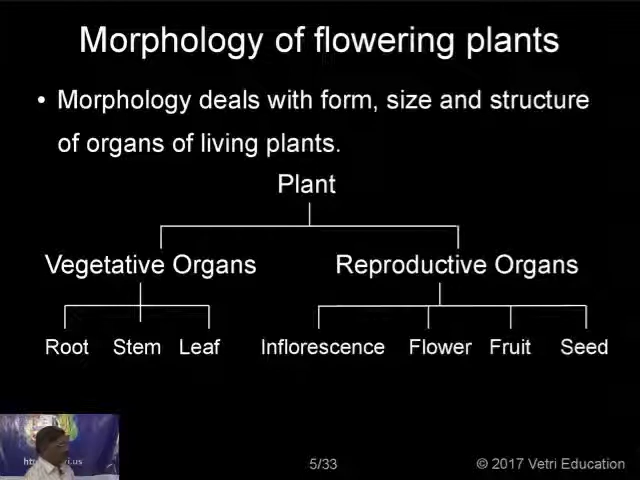 Morphology of flowering plants
• Morphology deals with form, size and structure
of organs of living plants.
Plant
Vegetative Organs Reproductive Organs
Root Stem Leaf Inflorescence Flower Fruit Seed
5/33
© 2017 Vetri Education